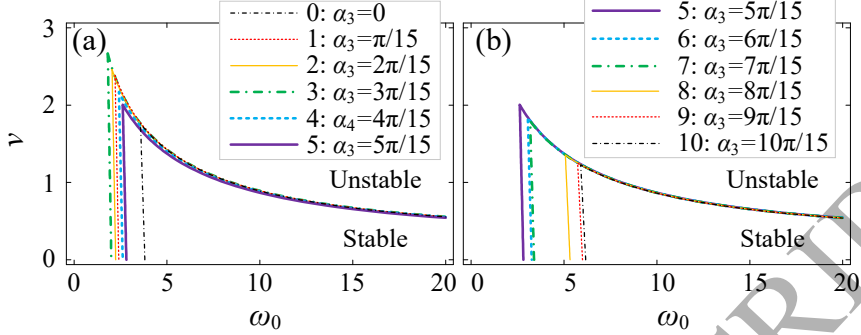 (a)
0: α₃=0
1: α₃=π/15
2: α₃=2π/15
3: α₃=3π/15
4: α₄=4π/15
5: α₃=5π/15
Unstable
Stable
3
2
1
0
v
0
5
10
15
20
ω₀
(b)
5: α₃=5π/15
6: α₃=6π/15
7: α₃=7π/15
8: α₃=8π/15
9: α₃=9π/15
10: α₃=10π/15
Unstable
Stable
0
5
10
15
20
ω₀